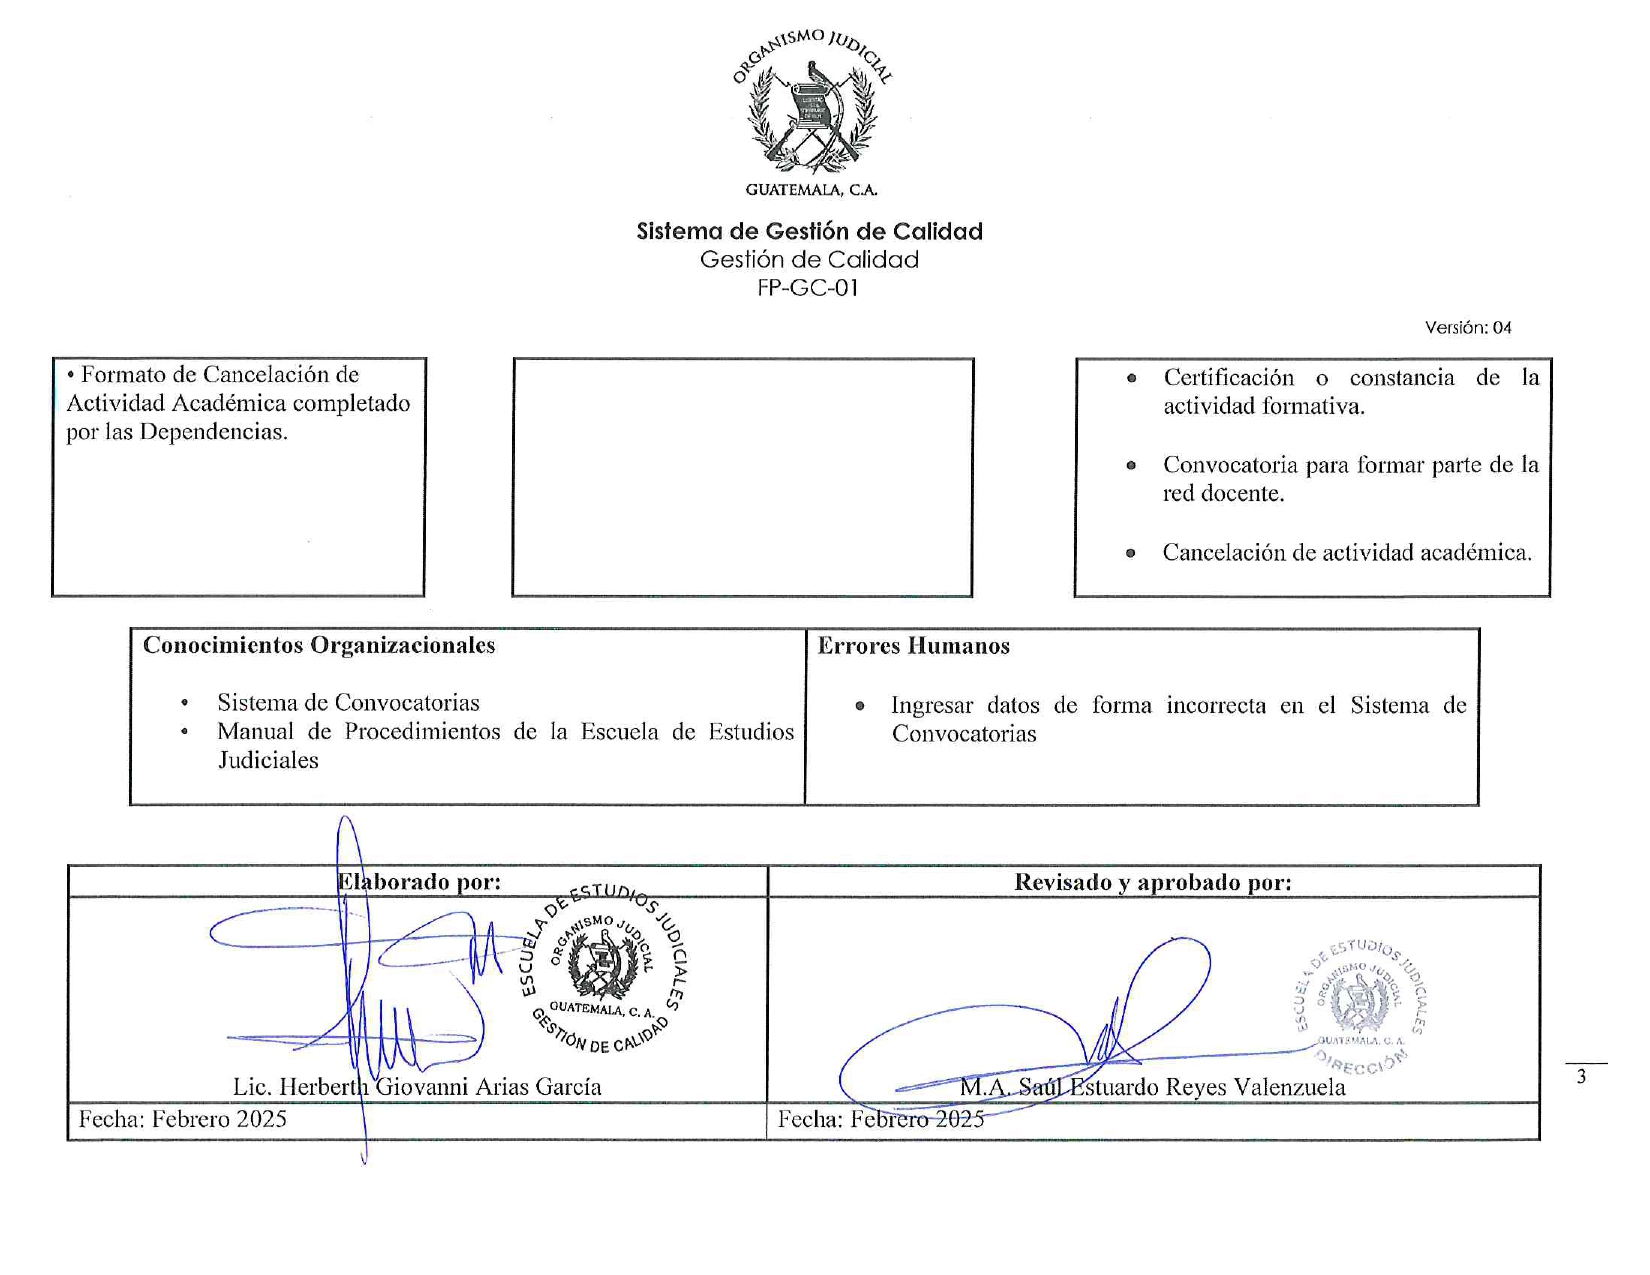 ORGANISMO JUDICIAL
GUATEMALA, C.A.
Sistema de Gestión de Calidad
Gestión de Calidad
FP-GC-01
Versión: 04
• Formato de Cancelación de
Actividad Académica completado
por las Dependencias.
• Certificación o constancia de la
actividad formativa.
• Convocatoria para formar parte de la
red docente.
• Cancelación de actividad académica.
Conocimientos Organizacionales
• Sistema de Convocatorias
• Manual de Procedimientos de la Escuela de Estudios
Judiciales
Errores Humanos
• Ingresar datos de forma incorrecta en el Sistema de
Convocatorias
Elaborado por:
ESCUELA DE ESTUDIOS JUDICIALES
ORGANISMO JUDICIAL
GUATEMALA, C. A.
GESTIÓN DE CALIDAD
Lic. Herberth Giovanni Arias García
Fecha: Febrero 2025
Revisado y aprobado por:
ESCUELA DE ESTUDIOS JUDICIALES
ORGANISMO JUDICIAL
GUATEMALA, C. A.
DIRECCIÓN
M.A. Saúl Estuardo Reyes Valenzuela
Fecha: Febrero 2025
3